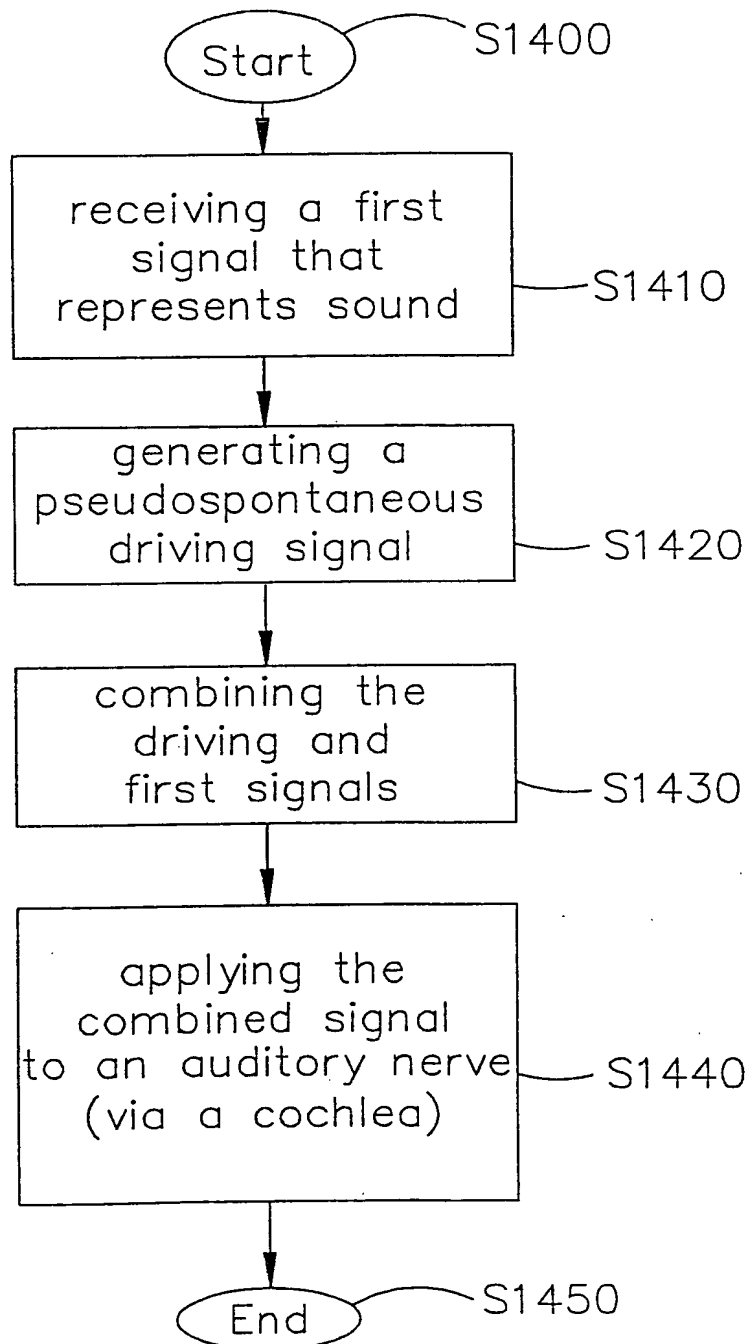 Start
S1400
receiving a first
signal that
represents sound
S1410
generating a
pseudospontaneous
driving signal
S1420
combining the
driving and
first signals
S1430
applying the
combined signal
to an auditory nerve
(via a cochlea)
S1440
End
S1450